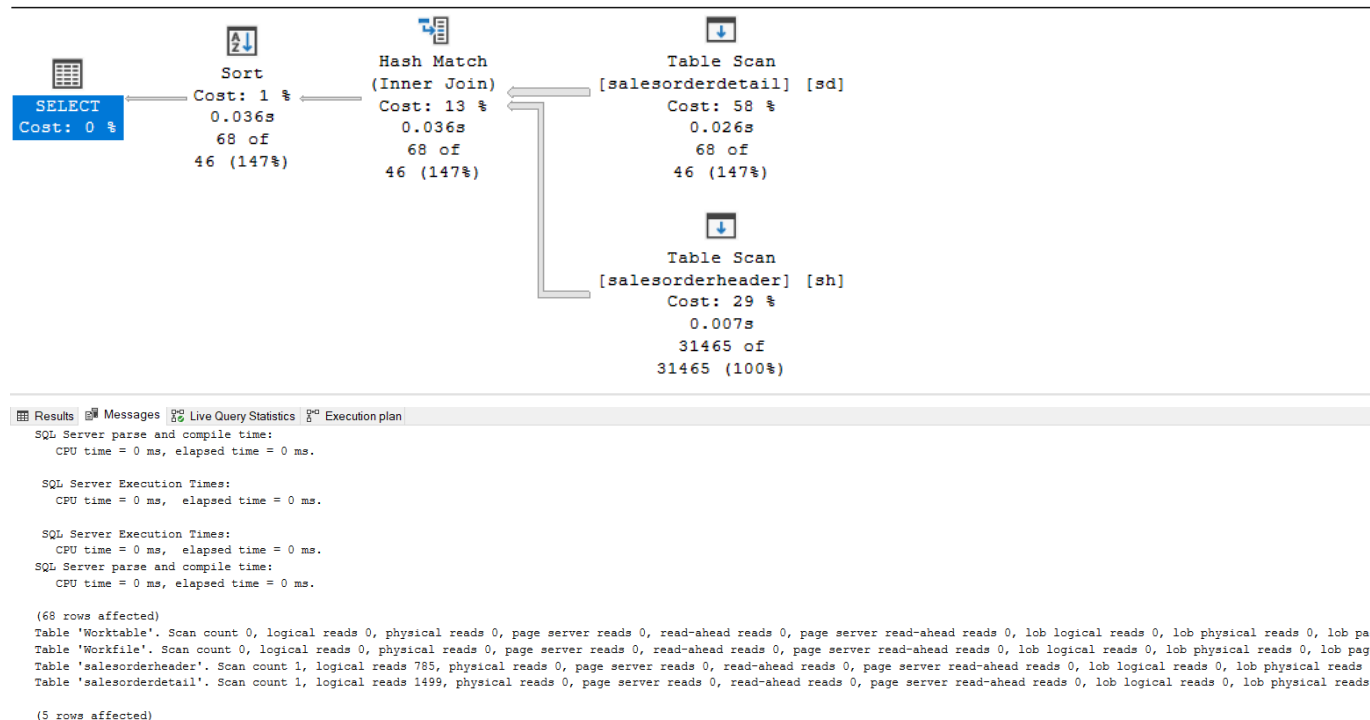 SELECT
Cost: 0 %
Sort
Cost: 1 %
0.036s
68 of
46 (147%)
Hash Match
(Inner Join)
Cost: 13 %
0.036s
68 of
46 (147%)
Table Scan
[salesorderdetail] [sd]
Cost: 58 %
0.026s
68 of
46 (147%)
Table Scan
[salesorderheader] [sh]
Cost: 29 %
0.007s
31465 of
31465 (100%)
Results Messages Live Query Statistics Execution plan
SQL Server parse and compile time:
CPU time = 0 ms, elapsed time = 0 ms.
SQL Server Execution Times:
CPU time = 0 ms, elapsed time = 0 ms.
SQL Server Execution Times:
CPU time = 0 ms, elapsed time = 0 ms.
SQL Server parse and compile time:
CPU time = 0 ms, elapsed time = 0 ms.
(68 rows affected)
Table 'Worktable'. Scan count 0, logical reads 0, physical reads 0, page server reads 0, read-ahead reads 0, page server read-ahead reads 0, lob logical reads 0, lob physical reads 0, lob pa
Table 'Workfile'. Scan count 0, logical reads 0, physical reads 0, page server reads 0, read-ahead reads 0, page server read-ahead reads 0, lob logical reads 0, lob physical reads 0, lob pag
Table 'salesorderheader'. Scan count 1, logical reads 785, physical reads 0, page server reads 0, read-ahead reads 0, page server read-ahead reads 0, lob logical reads 0, lob physical reads
Table 'salesorderdetail'. Scan count 1, logical reads 1499, physical reads 0, page server reads 0, read-ahead reads 0, page server read-ahead reads 0, lob logical reads 0, lob physical reads
(5 rows affected)